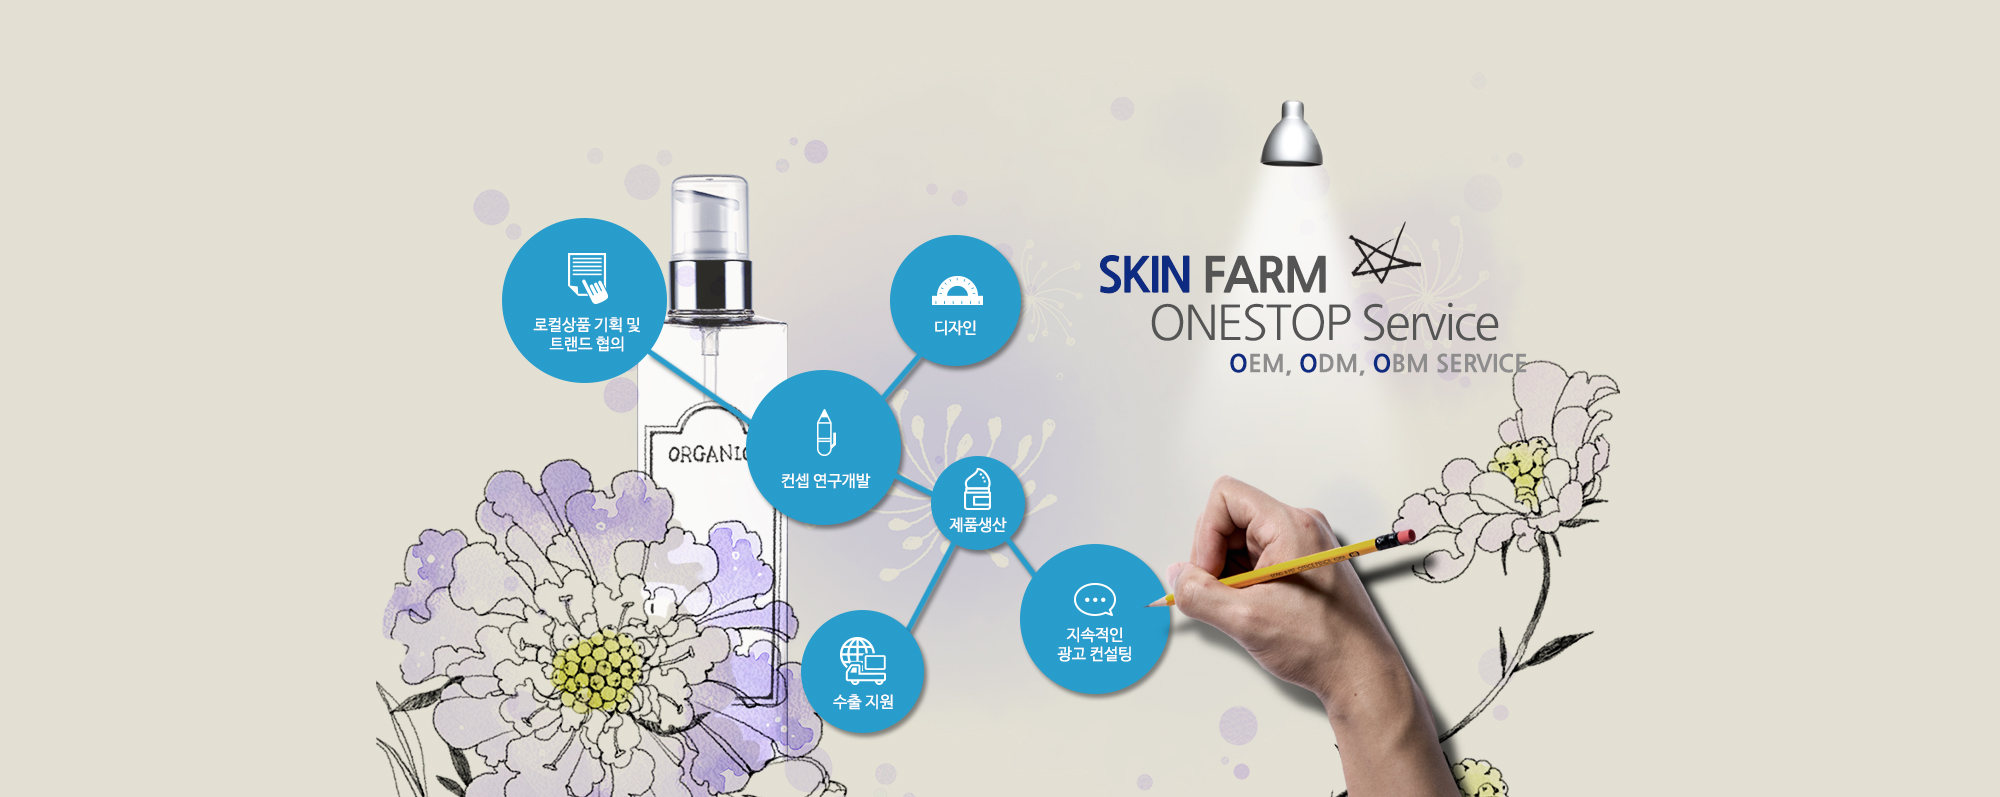 로컬상품 기획 및
트랜드 협의
디자인
컨셉 연구개발
제품생산
수출 지원
지속적인
광고 컨설팅
ORGANIC
SKIN FARM
ONESTOP Service
OEM, ODM, OBM SERVICE